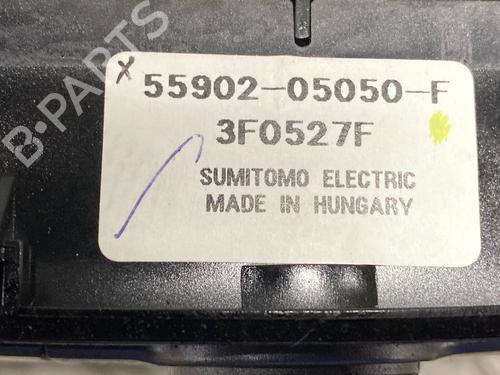 X 55902-05050-F
3F0527F
SUMITOMO ELECTRIC
MADE IN HUNGARY
B-PARTS